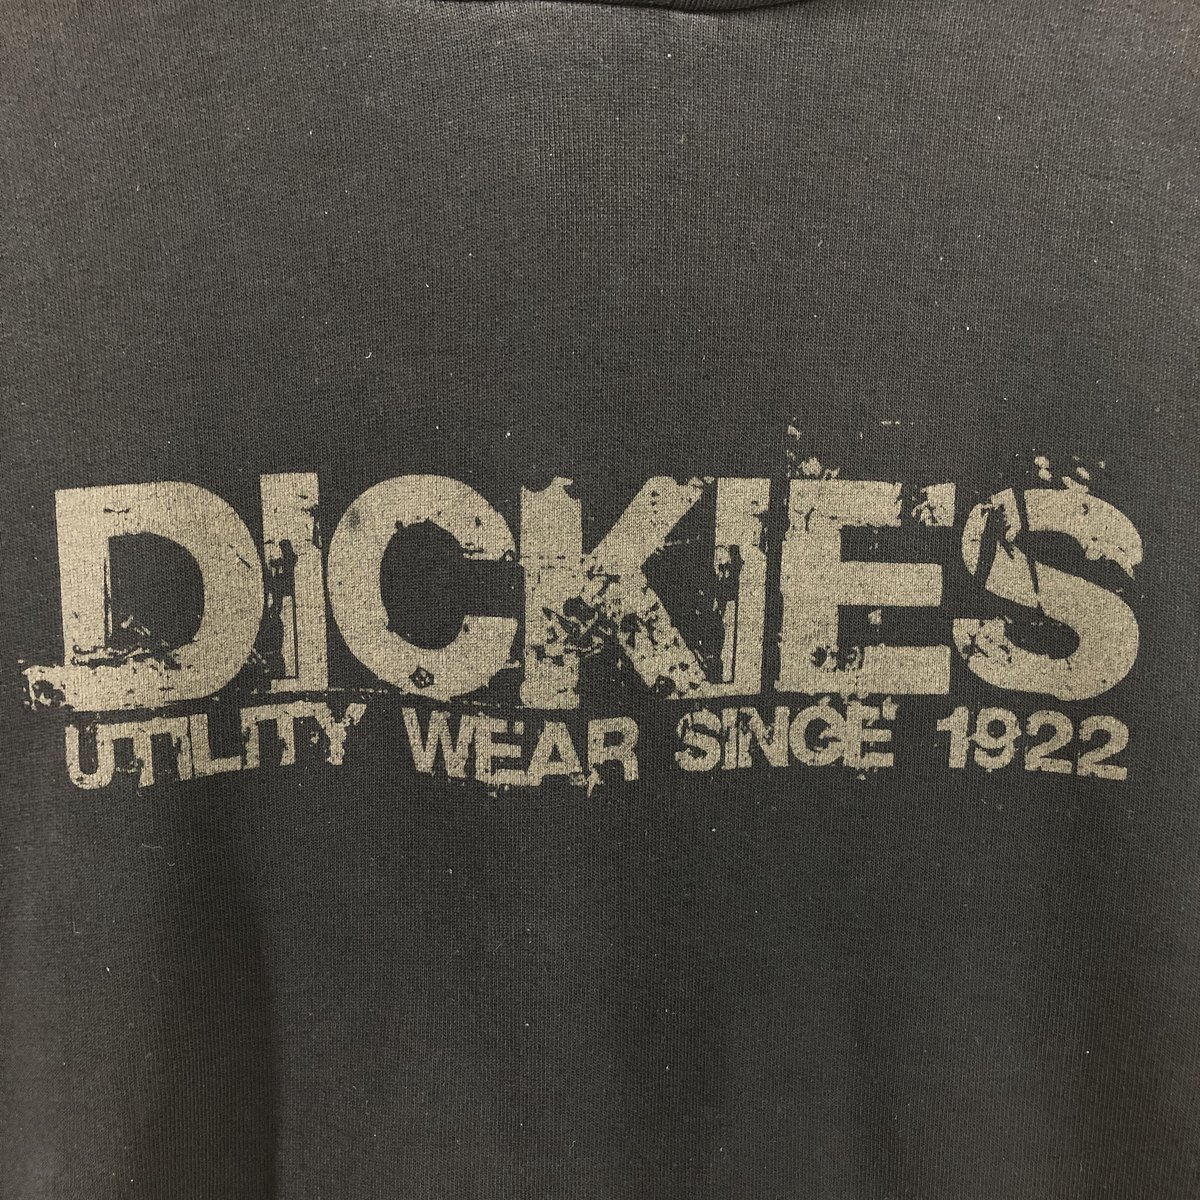 DICKIES
UTILITY WEAR SINCE 1922